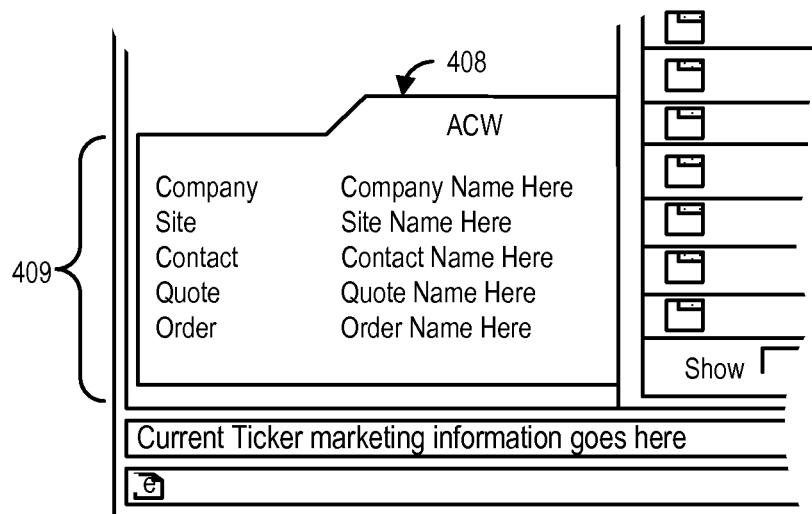 408
ACW
Company Company Name Here
Site Site Name Here
Contact Contact Name Here
409
Quote Quote Name Here
Order Order Name Here
Show
Current Ticker marketing information goes here
e